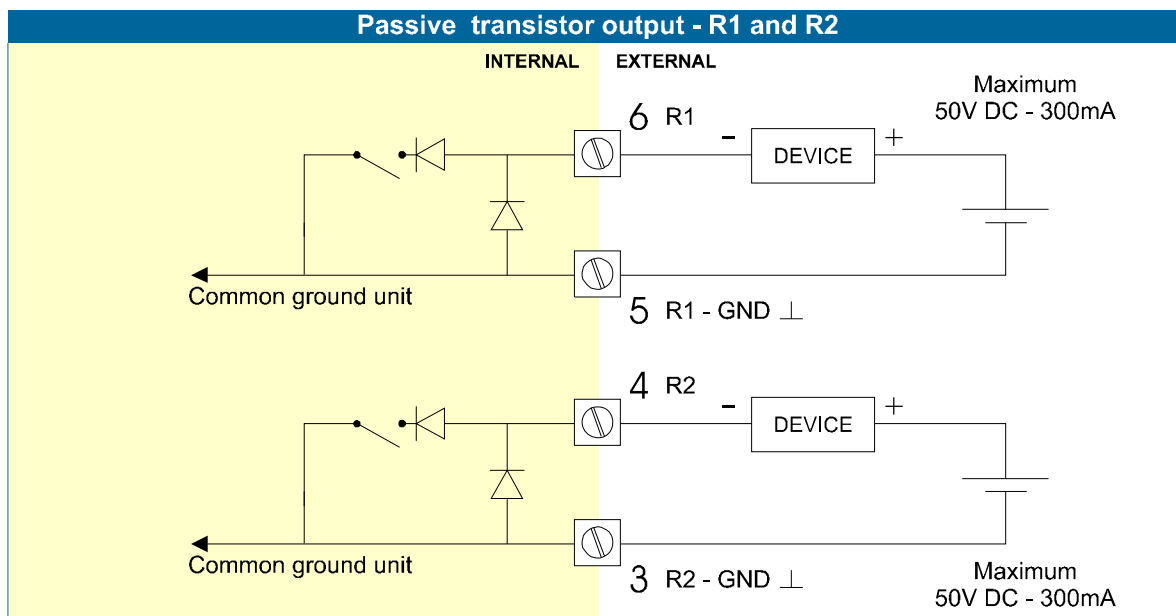 Passive transistor output - R1 and R2
INTERNAL EXTERNAL
Maximum
50V DC - 300mA
6 R1
- DEVICE +
Common ground unit
5 R1 - GND ⊥
4 R2
- DEVICE +
Common ground unit
3 R2 - GND ⊥
Maximum
50V DC - 300mA